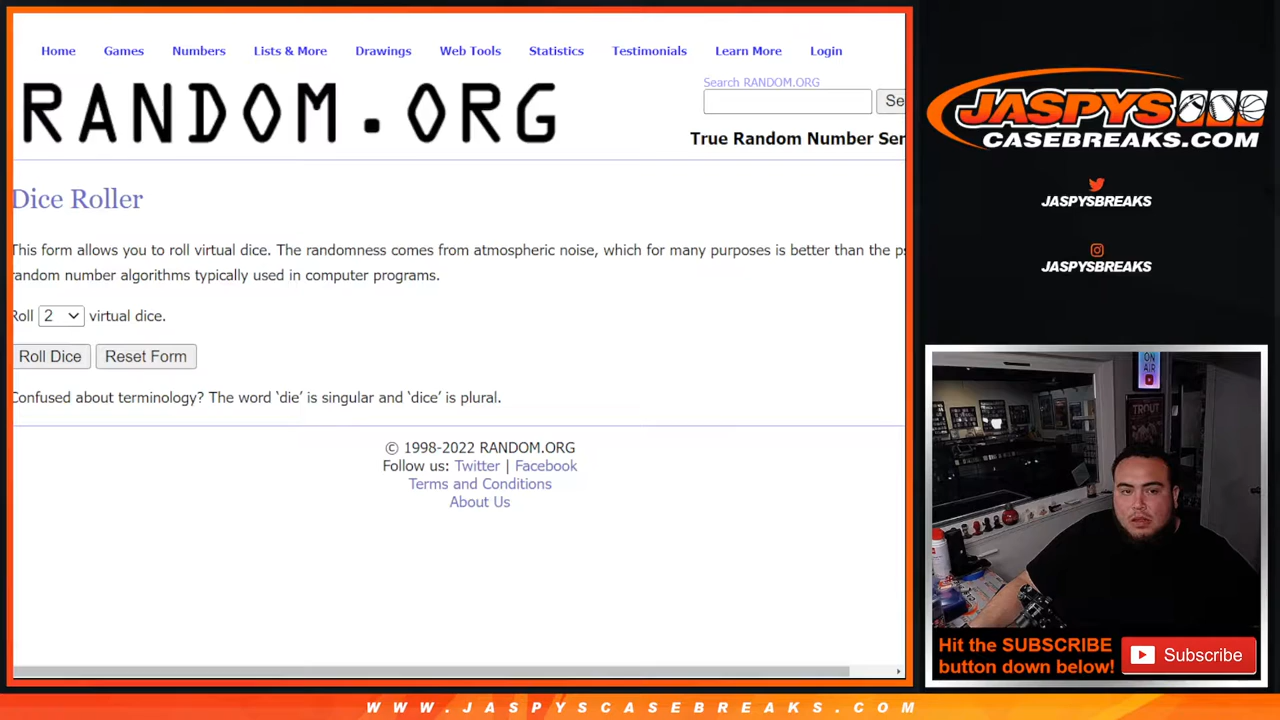 Home Games Numbers Lists & More Drawings Web Tools Statistics Testimonials Learn More Login
RANDOM.ORG
Search RANDOM.ORG
Se
True Random Number Ser
Dice Roller
This form allows you to roll virtual dice. The randomness comes from atmospheric noise, which for many purposes is better than the ps
random number algorithms typically used in computer programs.
Roll 2 virtual dice.
Roll Dice Reset Form
Confused about terminology? The word ‘die’ is singular and ‘dice’ is plural.
© 1998-2022 RANDOM.ORG
Follow us: Twitter | Facebook
Terms and Conditions
About Us
JASPYS
CASEBREAKS.COM
JASPYSBREAKS
JASPYSBREAKS
ON
AIR
TROUT
Hit the SUBSCRIBE
button down below!
Subscribe
WWW.JASPYSCASEBREAKS.COM